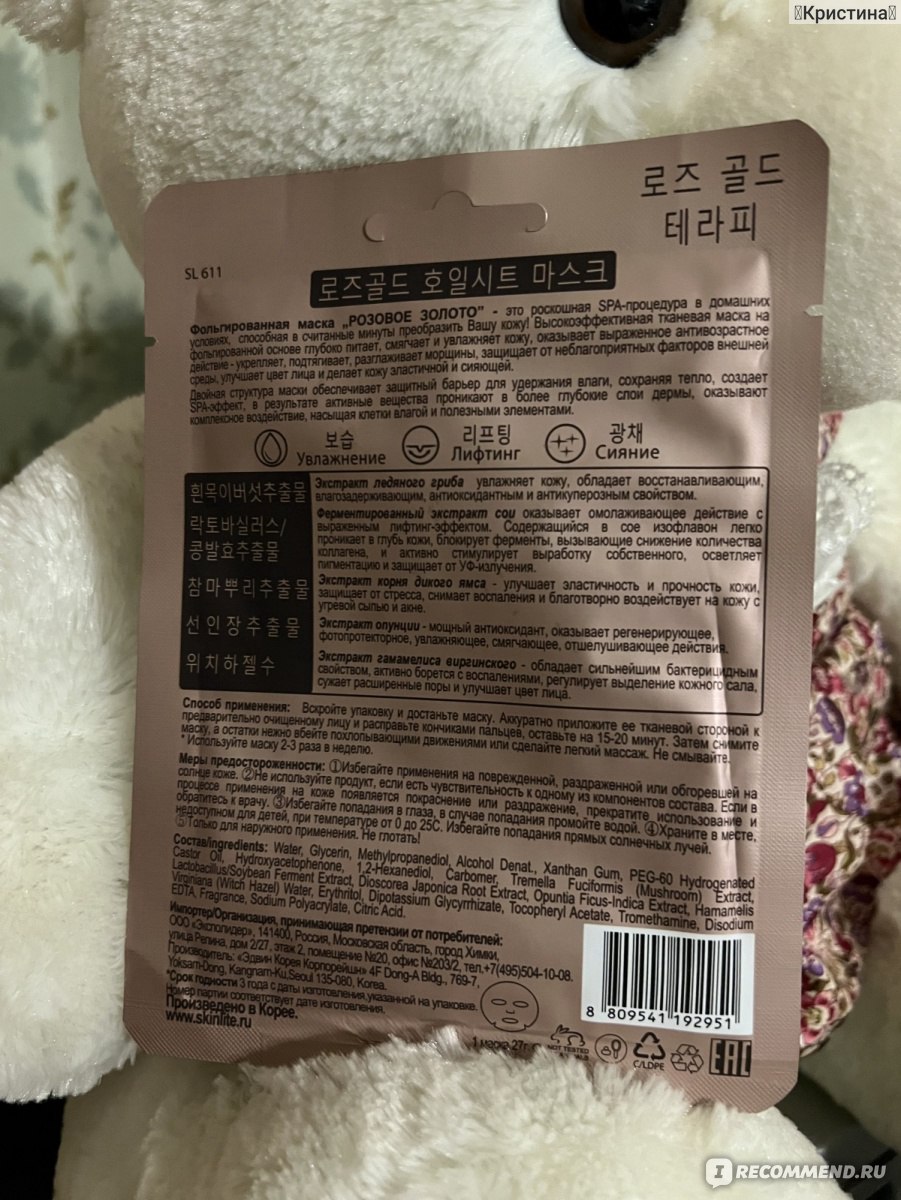 Кристина
로즈 골드
테라피
SL 611
로즈골드 호일시트 마스크
Фольгированная маска „РОЗОВОЕ ЗОЛОТО" - это роскошная SPA-процедура в домашних
условиях, способная в считанные минуты преобразить Вашу кожу! Высокоэффективная тканевая маска на
фольгированной основе глубоко питает, смягчает и увлажняет кожу, оказывает выраженное антивозрастное
действие - укрепляет, подтягивает, разглаживает морщины, защищает от неблагоприятных факторов внешней
среды, улучшает цвет лица и делает кожу эластичной и сияющей.
Двойная структура маски обеспечивает защитный барьер для удержания влаги, сохраняя тепло, создает
SPA-эффект, в результате активные вещества проникают в более глубокие слои дермы, оказывают
комплексное воздействие, насыщая клетки влагой и полезными элементами.
보습
Увлажнение
리프팅
Лифтинг
광채
Сияние
흰목이버섯추출물
Экстракт ледяного гриба увлажняет кожу, обладает восстанавливающим,
влагозадерживающим, антиоксидантным и антикуперозным свойством.
락토바실러스/
콩발효추출물
Ферментированный экстракт сои оказывает омолаживающее действие с
выраженным лифтинг-эффектом. Содержащийся в сое изофлавон легко
проникает в глубь кожи, блокирует ферменты, вызывающие снижение количества
коллагена, и активно стимулирует выработку собственного, осветляет
пигментацию и защищает от УФ-излучения.
참마뿌리추출물
Экстракт корня дикого ямса - улучшает эластичность и прочность кожи,
защищает от стресса, снимает воспаления и благотворно воздействует на кожу с
угревой сыпью и акне.
선인장추출물
Экстракт опунции - мощный антиоксидант, оказывает регенерирующее,
фотопротекторное, увлажняющее, смягчающее, отшелушивающее действия.
위치하젤수
Экстракт гамамелиса виргинского - обладает сильнейшим бактерицидным
свойством, активно борется с воспалениями, регулирует выделение кожного сала,
сужает расширенные поры и улучшает цвет лица.
Способ применения: Вскройте упаковку и достаньте маску. Аккуратно приложите ее тканевой стороной к
предварительно очищенному лицу и расправьте кончиками пальцев, оставьте на 15-20 минут. Затем снимите
маску, а остатки нежно вбейте похлопывающими движениями или сделайте легкий массаж. Не смывайте.
* Используйте маску 2-3 раза в неделю.
Меры предосторожености: ①Избегайте применения на поврежденной, раздраженной или обгоревшей на
солнце коже. ②Не используйте продукт, если есть чувствительность к одному из компонентов состава. Если в
процессе применения на коже появляется покраснение или раздражение, прекратите использование и
обратитесь к врачу. ③Избегайте попадания в глаза, в случае попадания промойте водой. ④Храните в месте,
недоступном для детей, при температуре от 0 до 25С. Избегайте попадания прямых солнечных лучей.
⑤Только для наружного применения. Не глотать!
Состав/Ingredients: Water, Glycerin, Methylpropanediol, Alcohol Denat., Xanthan Gum, PEG-60 Hydrogenated
Castor Oil, Hydroxyacetophenone, 1,2-Hexanediol, Carbomer, Tremella Fuciformis (Mushroom) Extract,
Lactobacillus/Soybean Ferment Extract, Dioscorea Japonica Root Extract, Opuntia Ficus-Indica Extract, Hamamelis
Virginiana (Witch Hazel) Water, Erythritol, Dipotassium Glycyrrhizate, Tocopheryl Acetate, Tromethamine, Disodium
EDTA, Fragrance, Sodium Polyacrylate, Citric Acid.
Импортер/Организация, принимающая претензии от потребителей:
ООО «Эксполидер», 141400, Россия, Московская область, город Химки,
улица Репина, дом 2/27, этаж 2, помещение №20, офис №203/2, тел.+7(495)504-10-08.
Производитель: «Эдвин Корея Корпорейшн» 4F Dong-A Bldg., 769-7,
Yoksam-Dong, Kangnam-Ku,Seoul 135-080, Korea.
*Срок годности 3 года с даты изготовления,указанной на упаковке.
Номер партии соответствует дате изготовления.
Произведено в Корее.
www.skinlite.ru
8 809541 192951
1 маска 27г.
NOT TESTED
C/LDPE
EAC
IRECOMMEND.RU